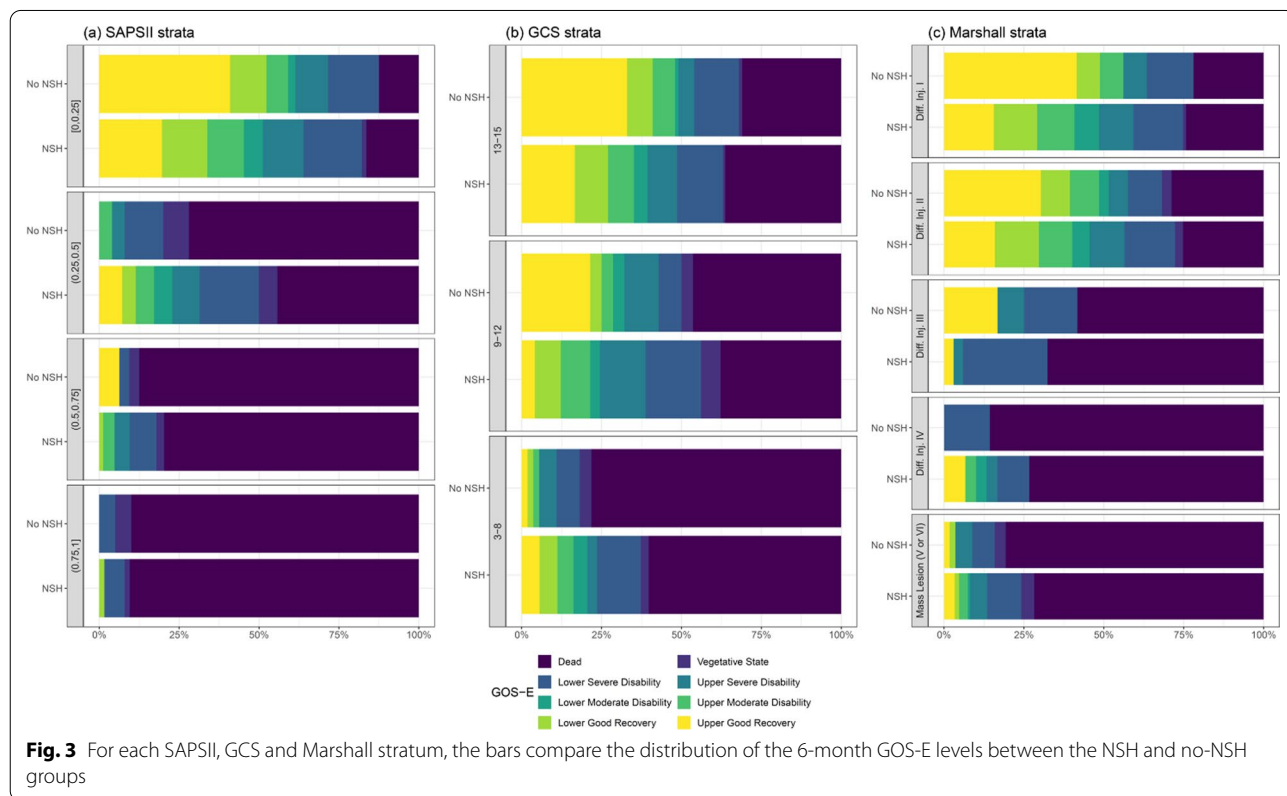 (a) SAPSII strata
[0,0.25]
No NSH
NSH
(0.25,0.5]
No NSH
NSH
(0.5,0.75]
No NSH
NSH
(0.75,1]
No NSH
NSH
0% 25% 50% 75% 100%
(b) GCS strata
13−15
No NSH
NSH
9−12
No NSH
NSH
3−8
No NSH
NSH
0% 25% 50% 75% 100%
(c) Marshall strata
Diff. Inj. I
No NSH
NSH
Diff. Inj. II
No NSH
NSH
Diff. Inj. III
No NSH
NSH
Diff. Inj. IV
No NSH
NSH
Mass Lesion (V or VI)
No NSH
NSH
0% 25% 50% 75% 100%
GOS−E
Dead Vegetative State
Lower Severe Disability Upper Severe Disability
Lower Moderate Disability Upper Moderate Disability
Lower Good Recovery Upper Good Recovery
Fig. 3 For each SAPSII, GCS and Marshall stratum, the bars compare the distribution of the 6-month GOS-E levels between the NSH and no-NSH
groups